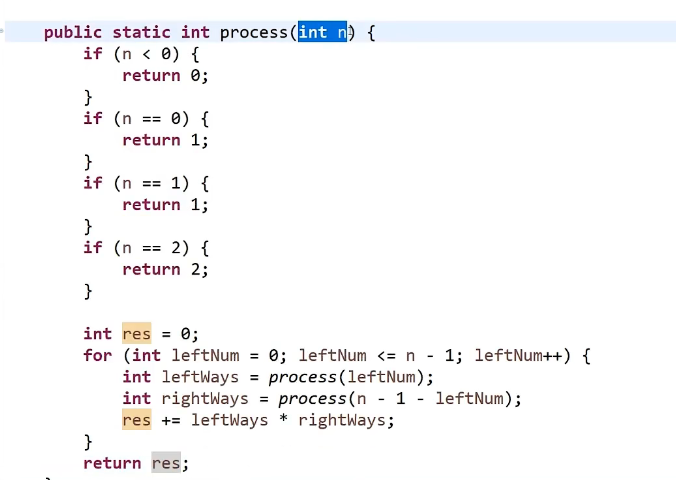 public static int process(int n) {
if (n < 0) {
return 0;
}
if (n == 0) {
return 1;
}
if (n == 1) {
return 1;
}
if (n == 2) {
return 2;
}
int res = 0;
for (int leftNum = 0; leftNum <= n - 1; leftNum++) {
int leftWays = process(leftNum);
int rightWays = process(n - 1 - leftNum);
res += leftWays * rightWays;
}
return res;